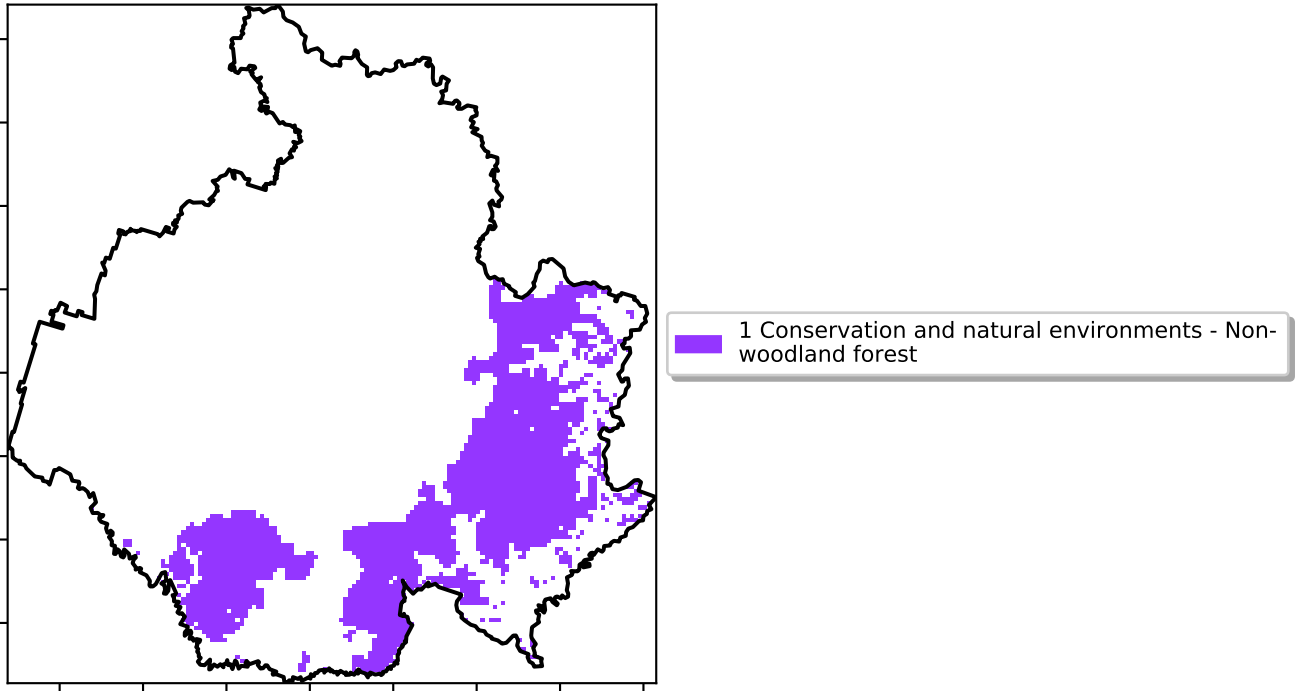 1 Conservation and natural environments - Non-
woodland forest